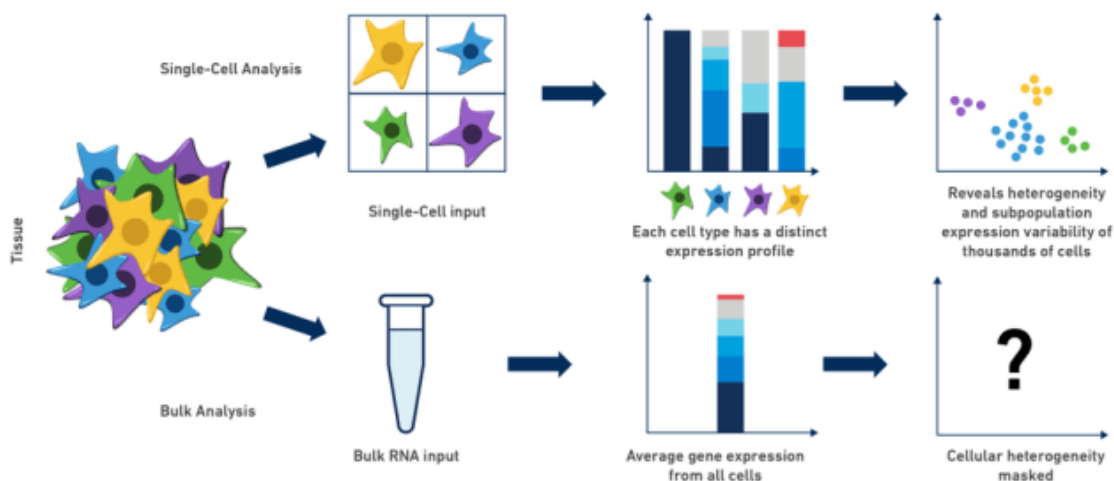 Single-Cell Analysis
Single-Cell input
Each cell type has a distinct
expression profile
Reveals heterogeneity
and subpopulation
expression variability of
thousands of cells
Tissue
Bulk Analysis
Bulk RNA input
Average gene expression
from all cells
?
Cellular heterogeneity
masked